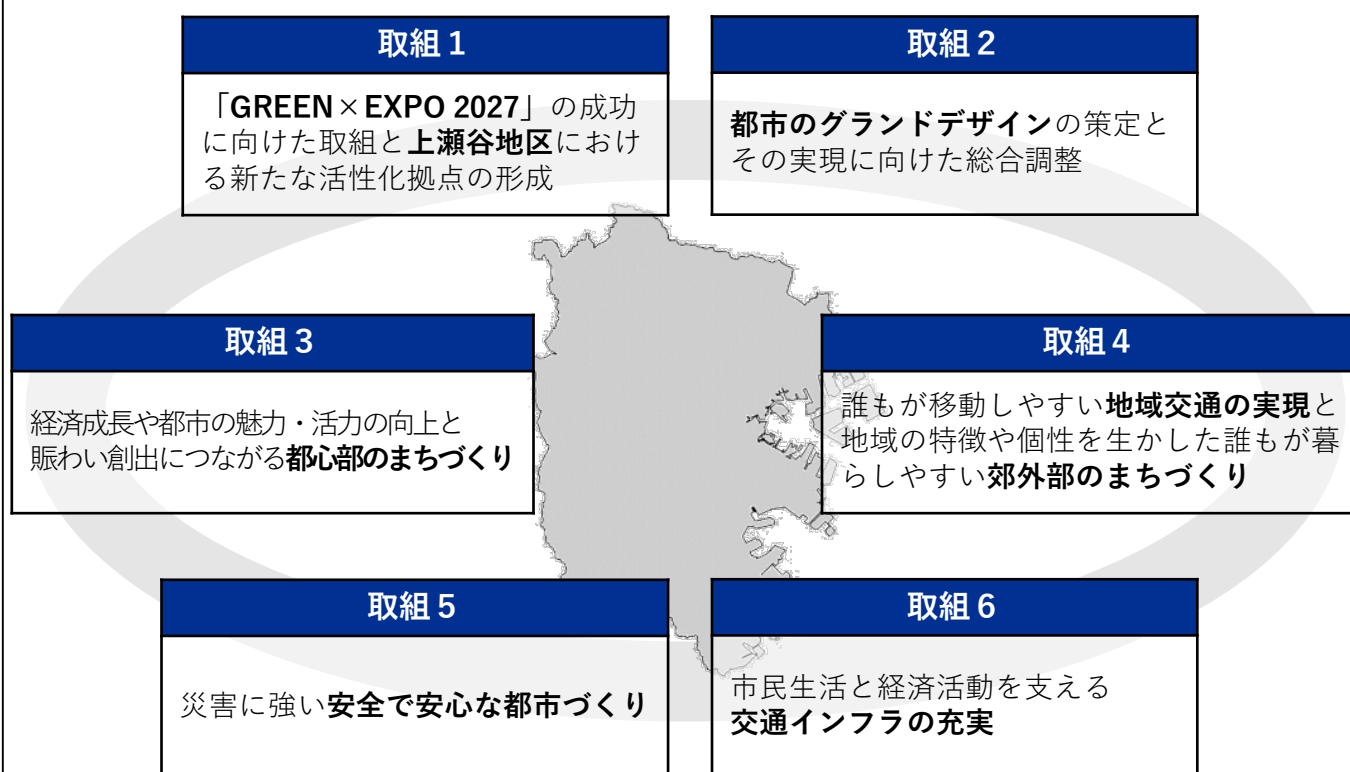 取組1
「GREEN×EXPO 2027」の成功
に向けた取組と上瀬谷地区におけ
る新たな活性化拠点の形成
取組2
都市のグランドデザインの策定と
その実現に向けた総合調整
取組3
経済成長や都市の魅力・活力の向上と
賑わい創出につながる都心部のまちづくり
取組4
誰もが移動しやすい地域交通の実現と
地域の特徴や個性を生かした誰もが暮
らしやすい郊外部のまちづくり
取組5
災害に強い安全で安心な都市づくり
取組6
市民生活と経済活動を支える
交通インフラの充実